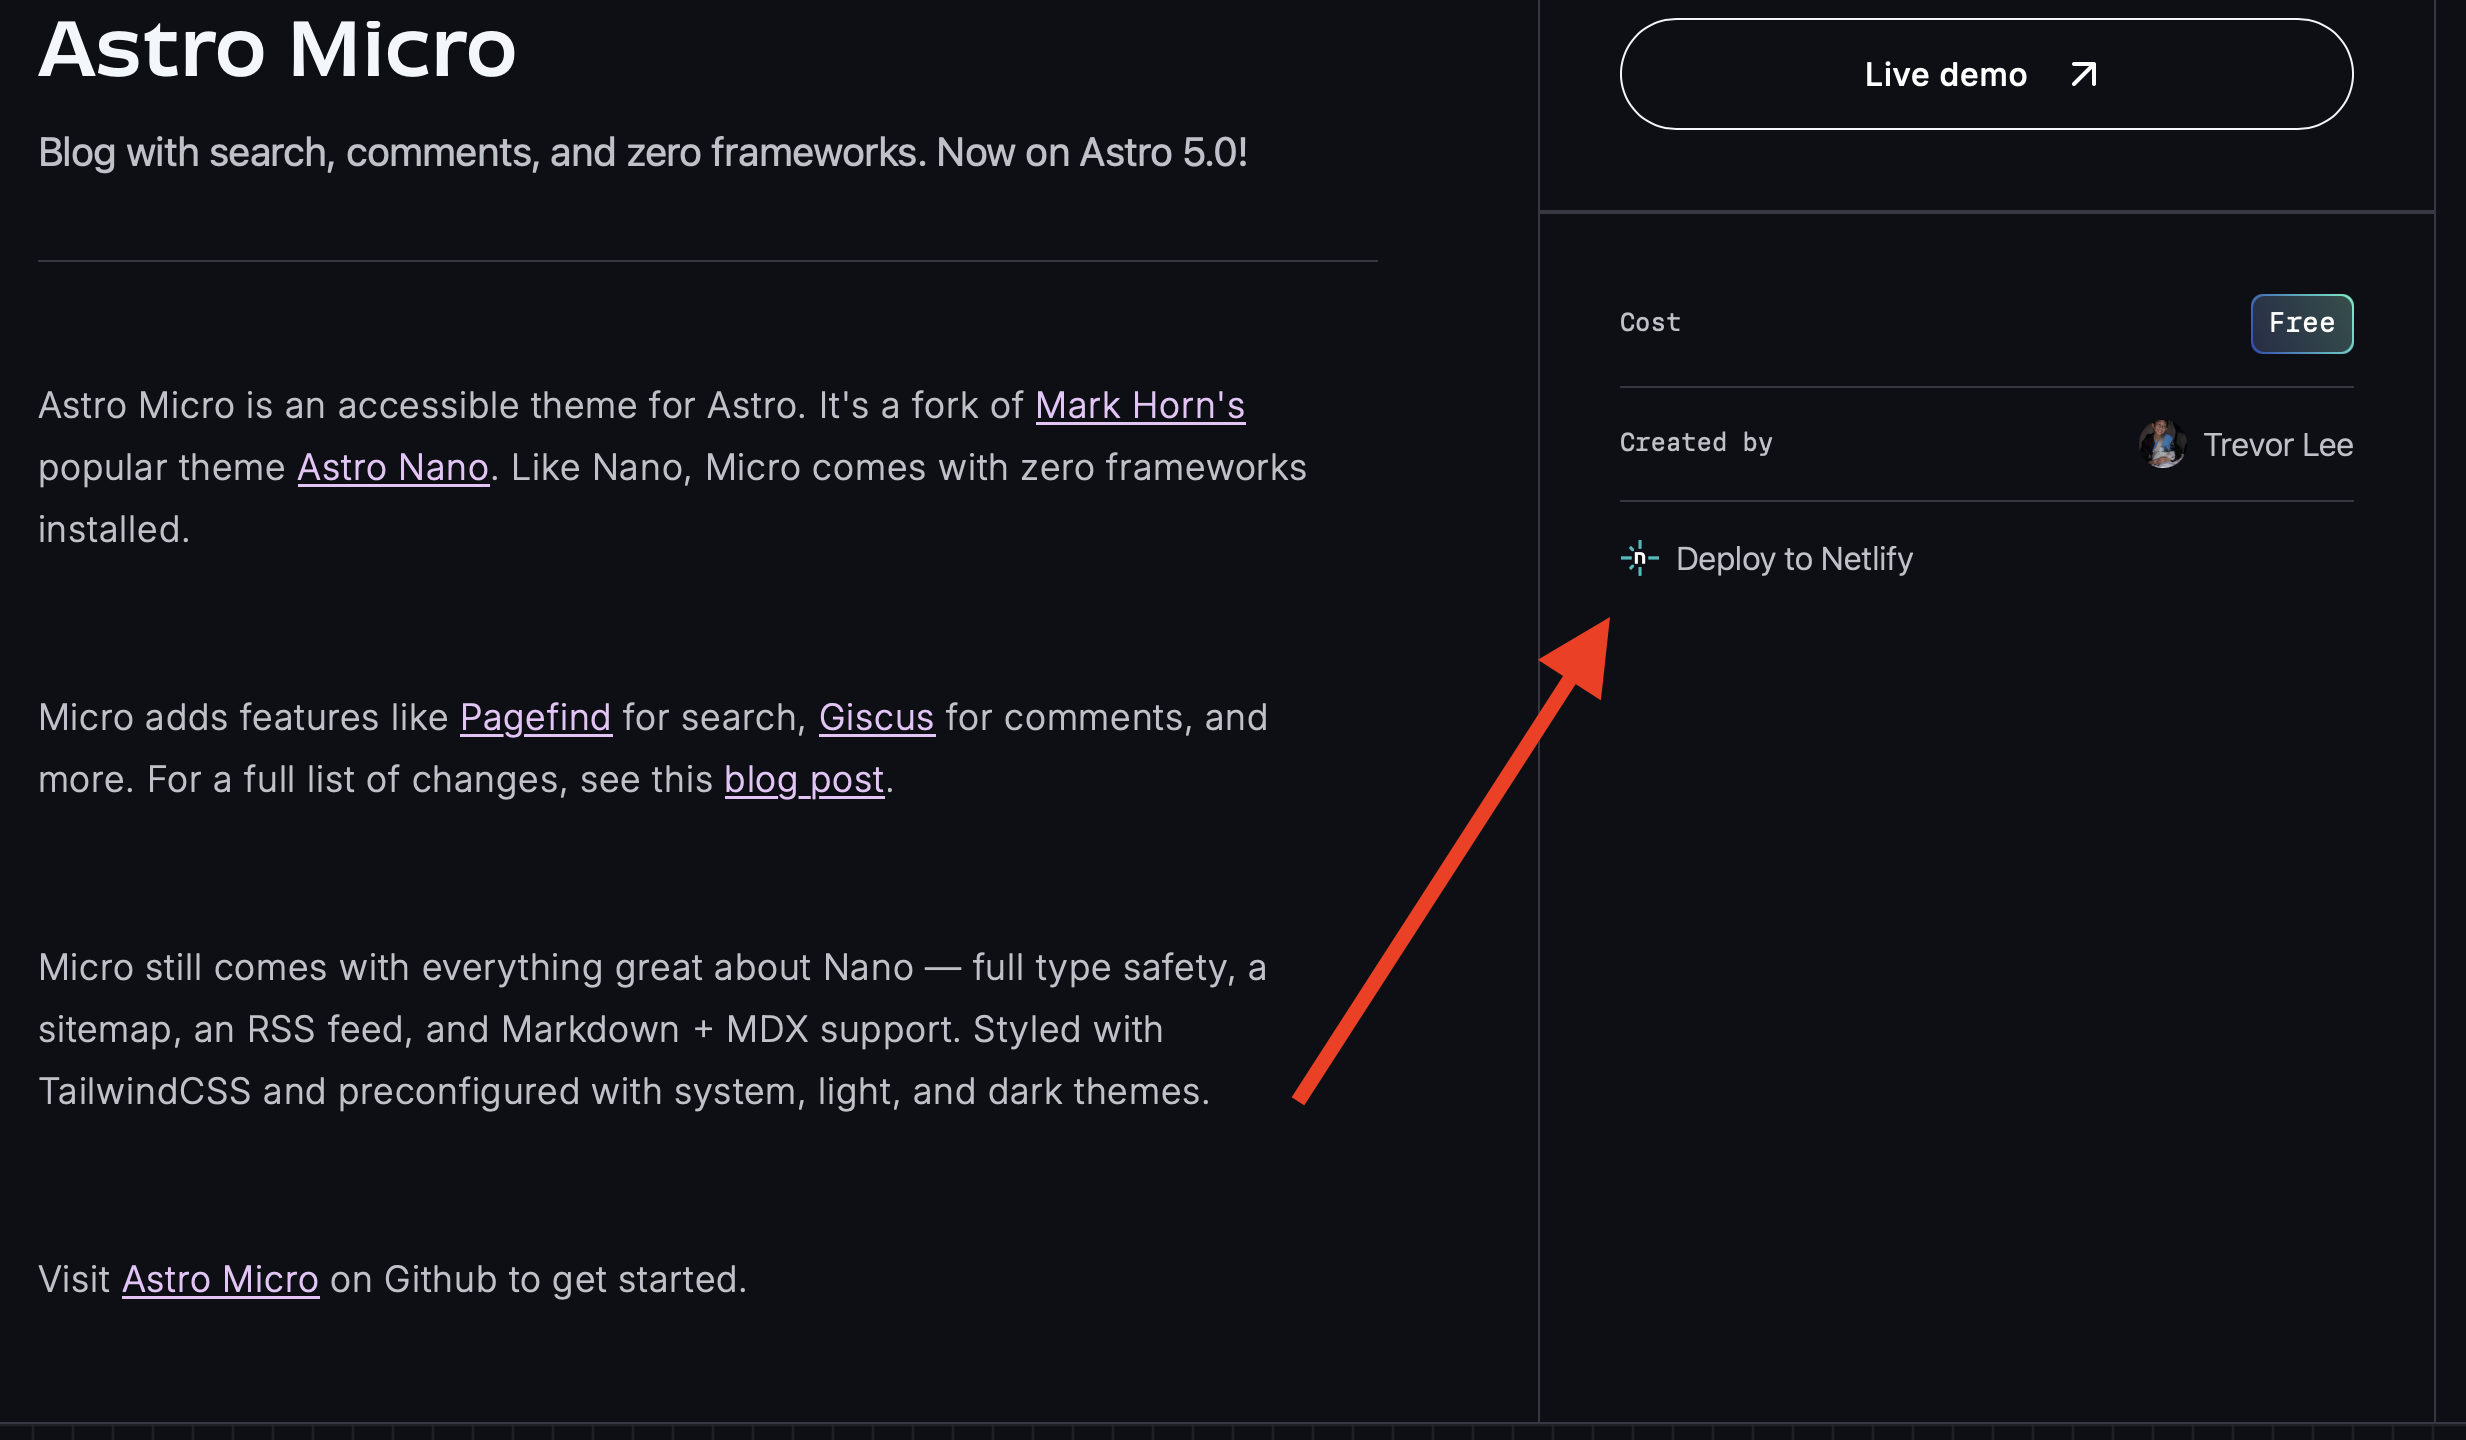 Astro Micro
Blog with search, comments, and zero frameworks. Now on Astro 5.0!
Astro Micro is an accessible theme for Astro. It's a fork of Mark Horn's
popular theme Astro Nano. Like Nano, Micro comes with zero frameworks
installed.
Micro adds features like Pagefind for search, Giscus for comments, and
more. For a full list of changes, see this blog post.
Micro still comes with everything great about Nano — full type safety, a
sitemap, an RSS feed, and Markdown + MDX support. Styled with
TailwindCSS and preconfigured with system, light, and dark themes.
Visit Astro Micro on Github to get started.
Live demo
Cost
Free
Created by
Trevor Lee
n
Deploy to Netlify